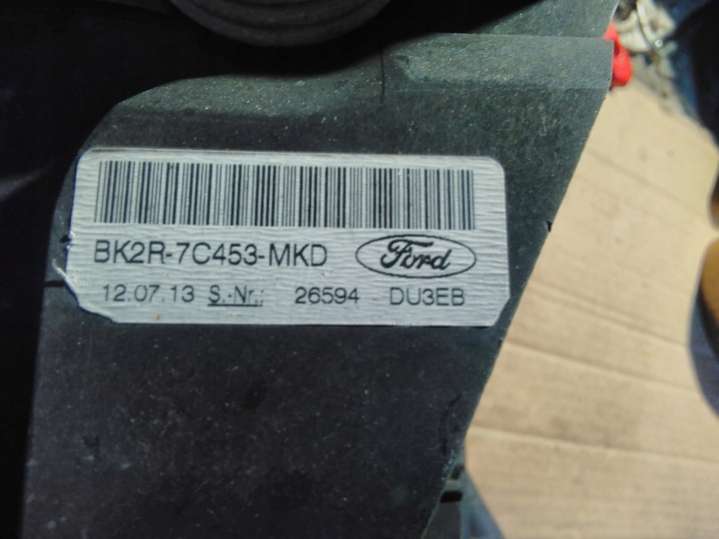 BK2R-7C453-MKD Ford
12.07.13 S.-Nr.: 26594 DU3EB